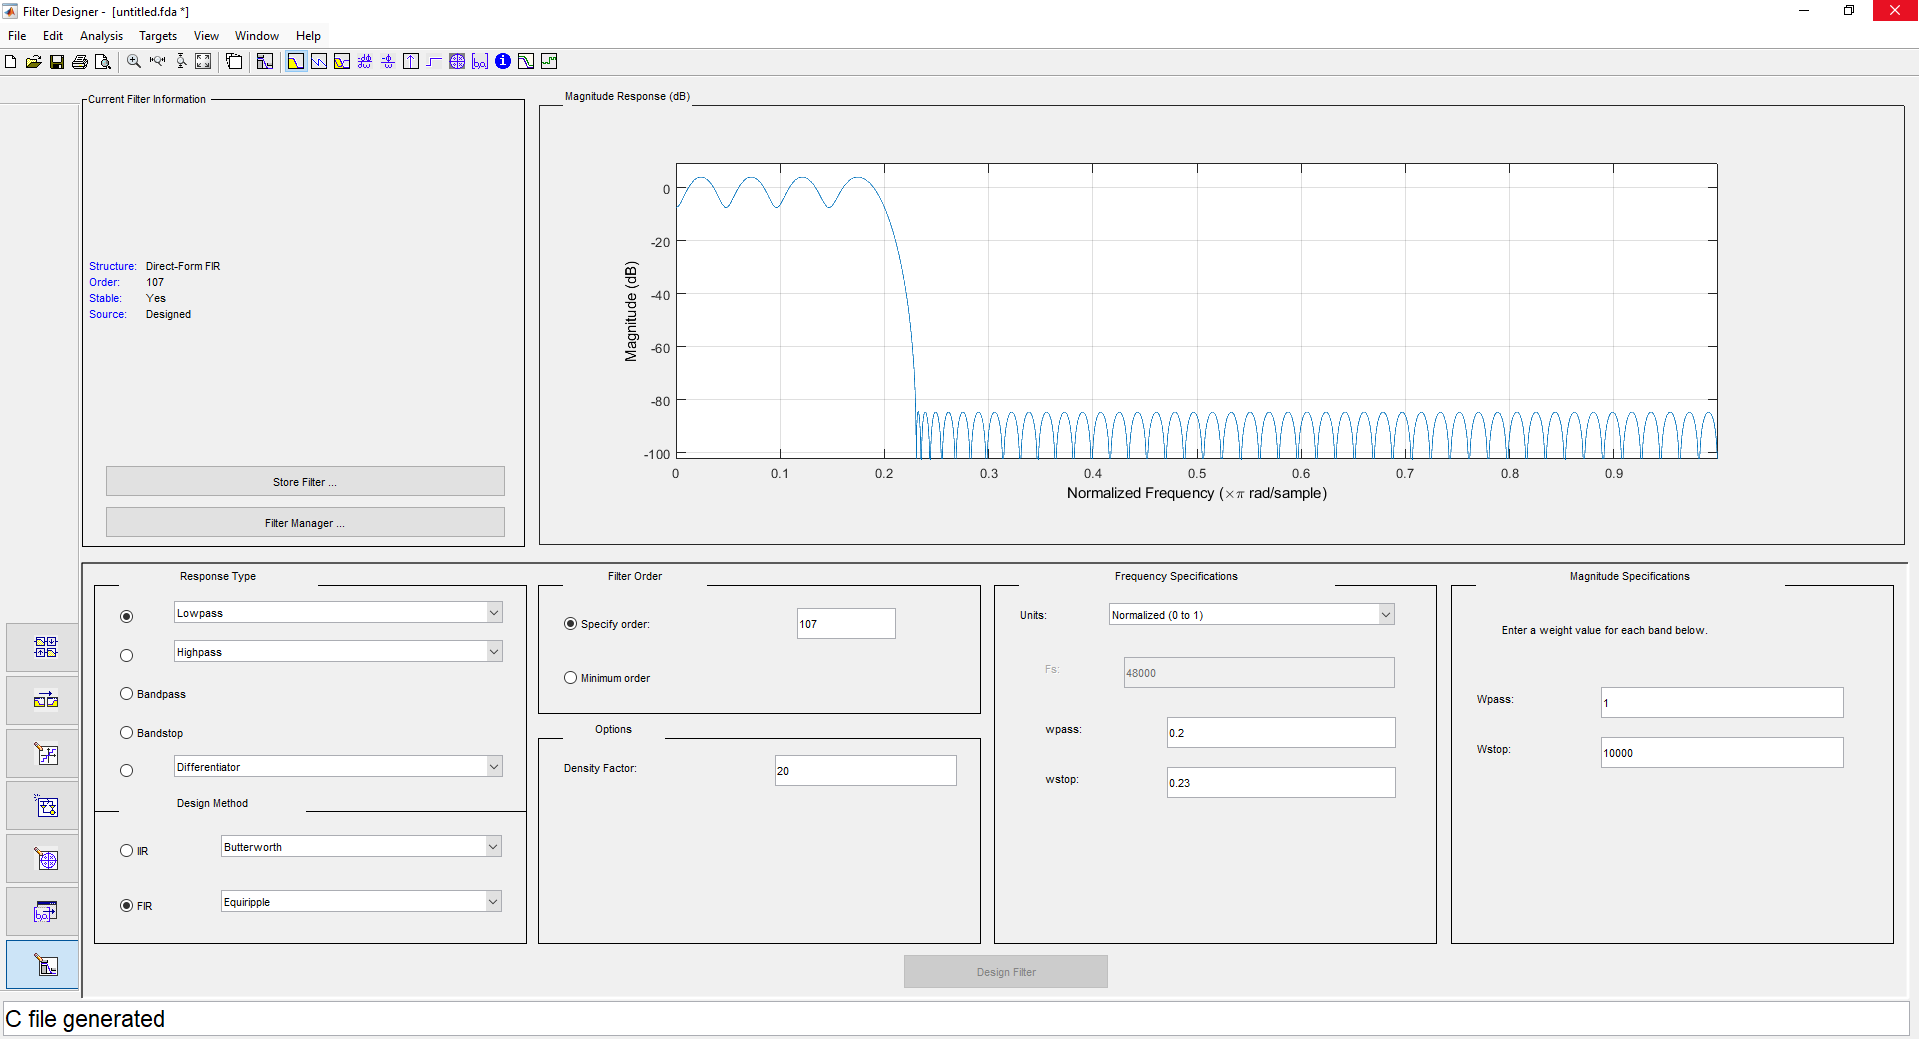 Filter Designer -  [untitled.fda *]
File Edit Analysis Targets View Window Help
Current Filter Information
Structure: Direct-Form FIR
Order: 107
Stable: Yes
Source: Designed
Store Filter ...
Filter Manager ...
Magnitude Response (dB)
Magnitude (dB)
0
-20
-40
-60
-80
-100
0 0.1 0.2 0.3 0.4 0.5 0.6 0.7 0.8 0.9
Normalized Frequency (×π rad/sample)
Response Type
Lowpass
Highpass
Bandpass
Bandstop
Differentiator
Design Method
IIR Butterworth
FIR Equiripple
Filter Order
Specify order: 107
Minimum order
Options
Density Factor: 20
Frequency Specifications
Units: Normalized (0 to 1)
Fs: 48000
wpass: 0.2
wstop: 0.23
Magnitude Specifications
Enter a weight value for each band below.
Wpass: 1
Wstop: 10000
Design Filter
C file generated